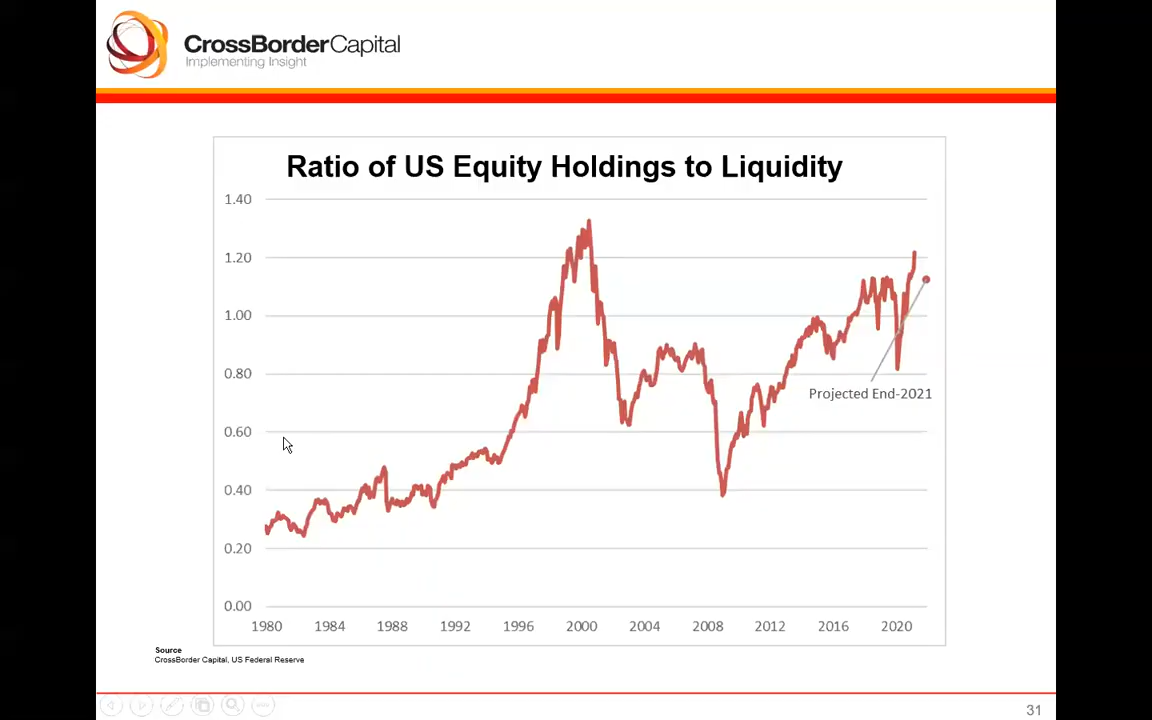 CrossBorderCapital
Implementing Insight
Ratio of US Equity Holdings to Liquidity
1.40
1.20
1.00
0.80
0.60
0.40
0.20
0.00
Projected End-2021
1980 1984 1988 1992 1996 2000 2004 2008 2012 2016 2020
Source
CrossBorder Capital, US Federal Reserve
31